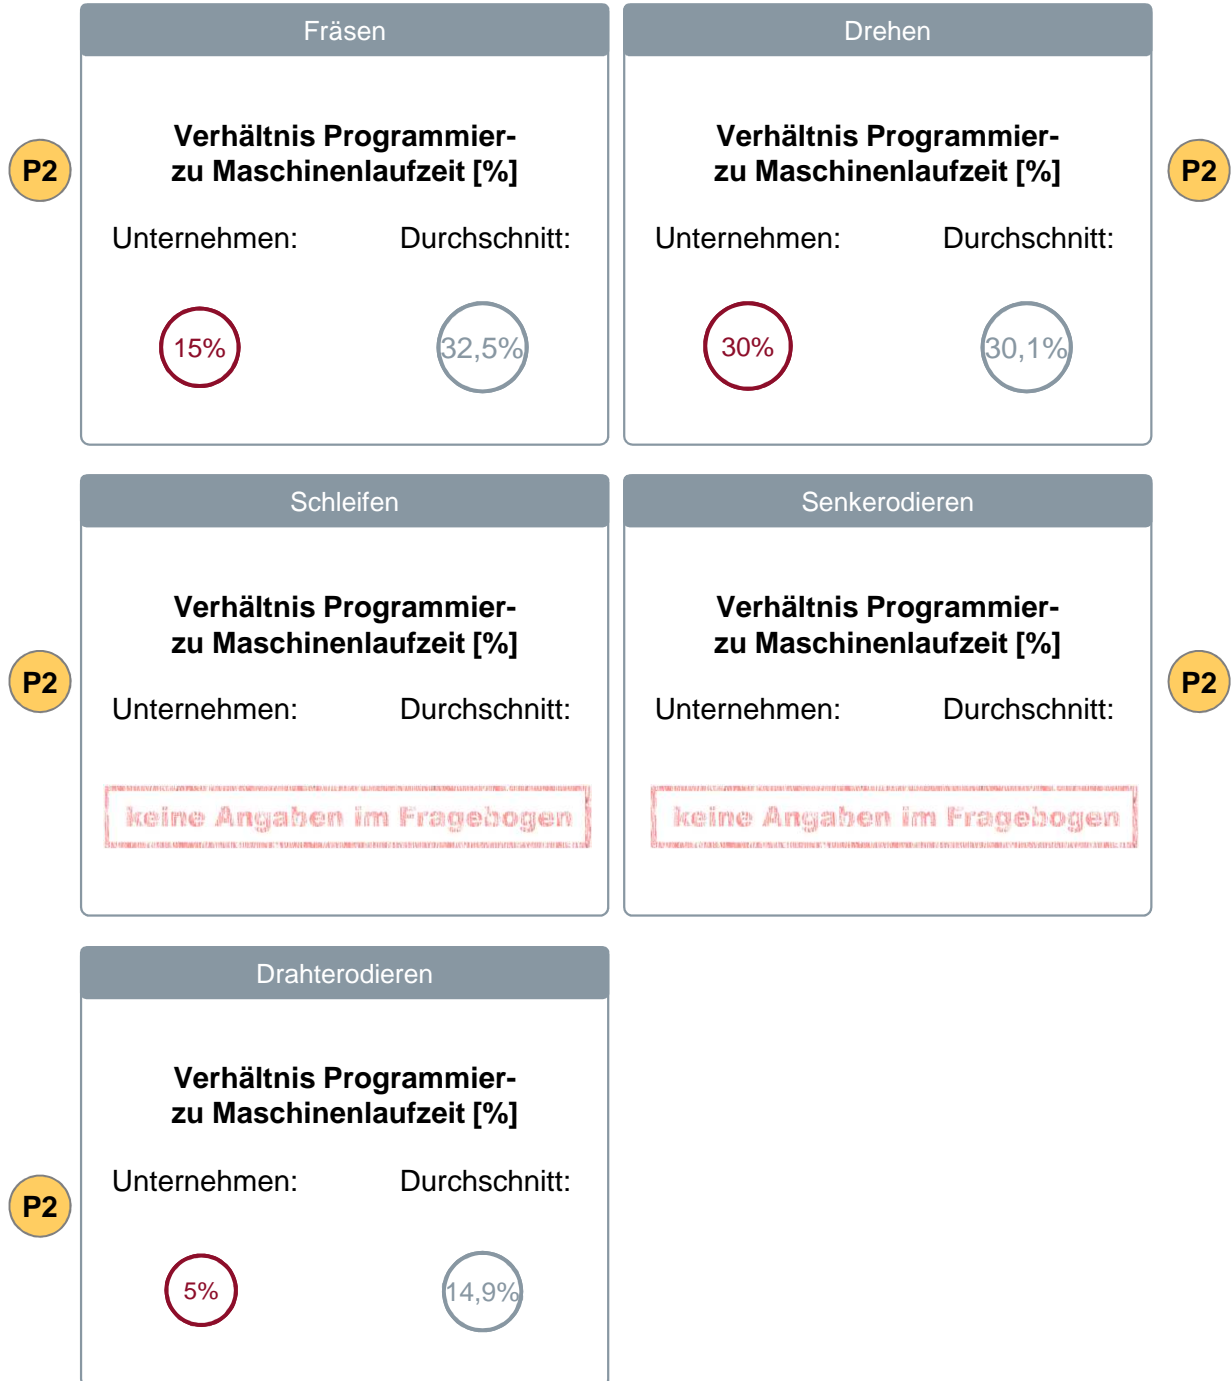 Fräsen
Verhältnis Programmier-
zu Maschinenlaufzeit [%]
P2
Unternehmen: Durchschnitt:
15% 32,5%
Drehen
Verhältnis Programmier-
zu Maschinenlaufzeit [%]
P2
Unternehmen: Durchschnitt:
30% 30,1%
Schleifen
Verhältnis Programmier-
zu Maschinenlaufzeit [%]
P2
Unternehmen: Durchschnitt:
keine Angaben im Fragebogen
Senkerodieren
Verhältnis Programmier-
zu Maschinenlaufzeit [%]
P2
Unternehmen: Durchschnitt:
keine Angaben im Fragebogen
Drahterodieren
Verhältnis Programmier-
zu Maschinenlaufzeit [%]
P2
Unternehmen: Durchschnitt:
5% 14,9%